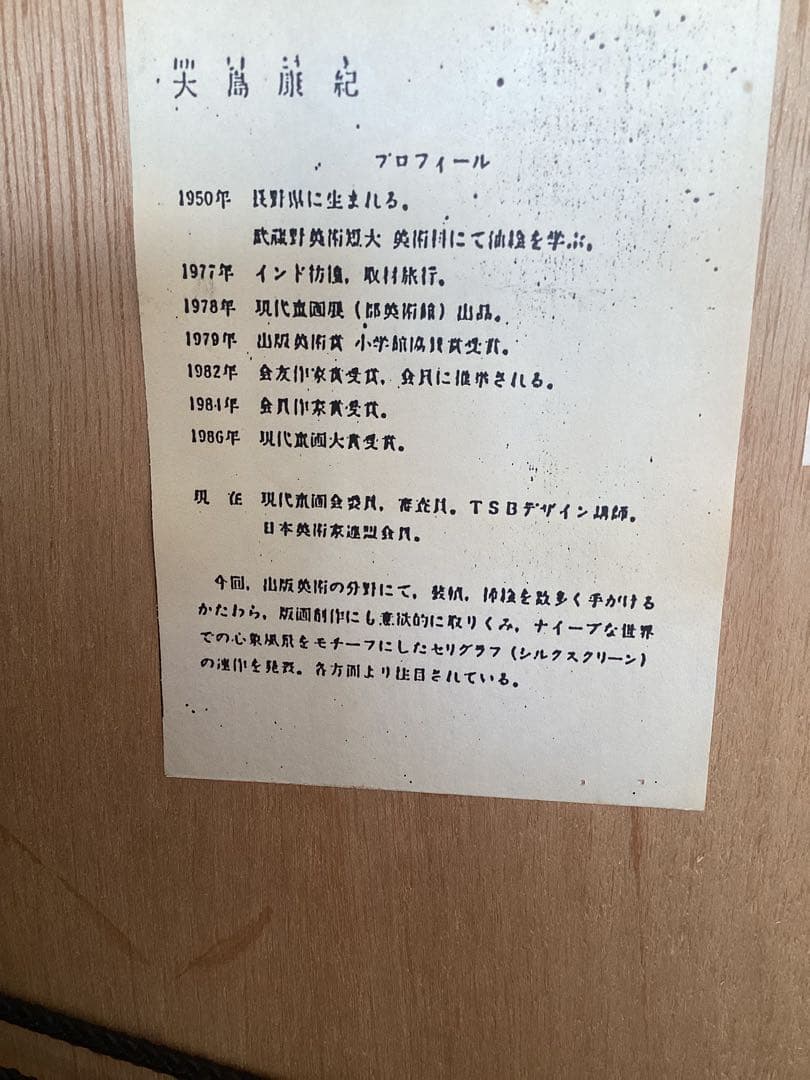 大嶌康紀
プロフィール
1950年 長野県に生まれる。
武蔵野美術短大 美術科にて油絵を学ぶ。
1977年 インド彷徨，取材旅行。
1978年 現代童画展（都美術館）出品。
1979年 出版美術賞 小学館協賛賞受賞。
1982年 会友作家賞受賞，会員に推挙される。
1984年 会員作家賞受賞。
1986年 現代童画大賞受賞。
現 在 現代童画会委員，審査員。TSBデザイン講師。
日本美術家連盟会員。
今回，出版美術の分野にて，装幀，挿絵を数多く手がける
かたわら，版画創作にも意欲的に取りくみ，ナイーブな世界
での心象風景をモチーフにしたセリグラフ（シルクスクリーン）
の連作を発表。各方面より注目されている。